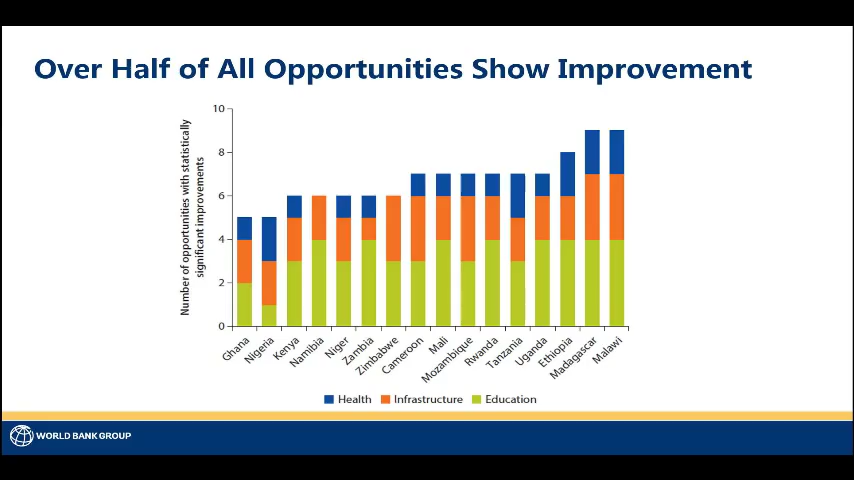 Over Half of All Opportunities Show Improvement
Number of opportunities with statistically
significant improvements
10
8
6
4
2
0
Ghana
Nigeria
Kenya
Namibia
Niger
Zambia
Zimbabwe
Cameroon
Mali
Mozambique
Rwanda
Tanzania
Uganda
Ethiopia
Madagascar
Malawi
Health Infrastructure Education
WORLD BANK GROUP